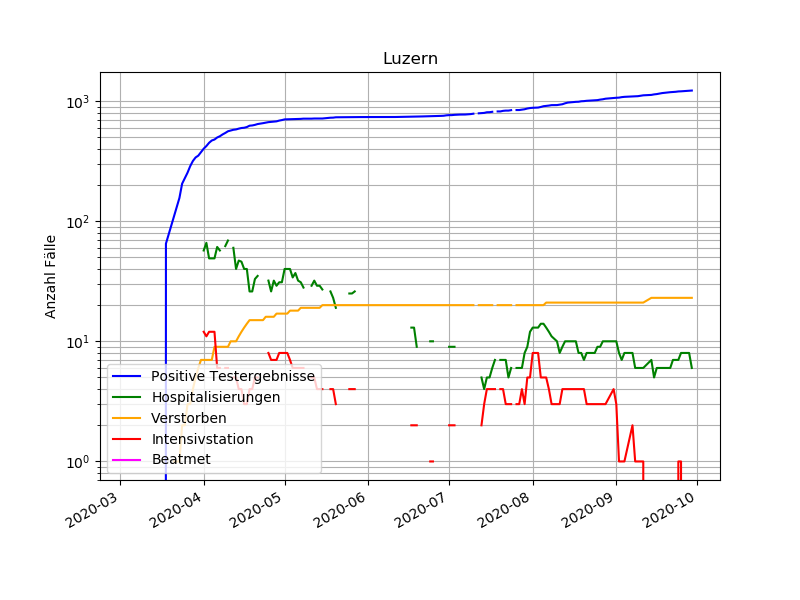 Luzern
Anzahl Fälle
10³
10²
10¹
10⁰
Positive Testergebnisse
Hospitalisierungen
Verstorben
Intensivstation
Beatmet
2020-03
2020-04
2020-05
2020-06
2020-07
2020-08
2020-09
2020-10